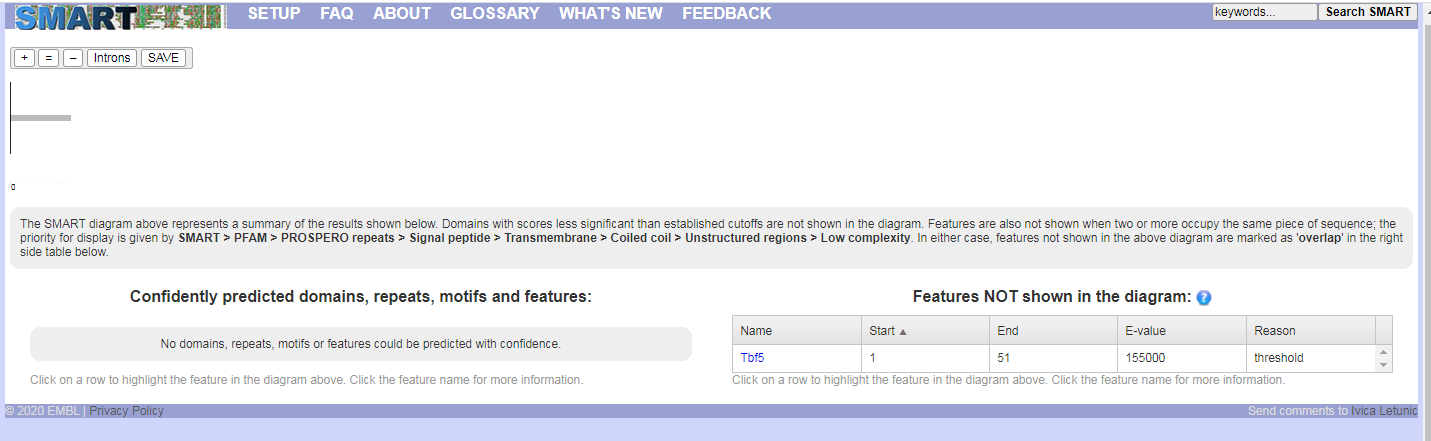 SMART SETUP FAQ ABOUT GLOSSARY WHAT'S NEW FEEDBACK keywords... Search SMART
+ = – Introns SAVE
0
The SMART diagram above represents a summary of the results shown below. Domains with scores less significant than established cutoffs are not shown in the diagram. Features are also not shown when two or more occupy the same piece of sequence; the
priority for display is given by SMART > PFAM > PROSPERO repeats > Signal peptide > Transmembrane > Coiled coil > Unstructured regions > Low complexity. In either case, features not shown in the above diagram are marked as 'overlap' in the right
side table below.
Confidently predicted domains, repeats, motifs and features:
No domains, repeats, motifs or features could be predicted with confidence.
Click on a row to highlight the feature in the diagram above. Click the feature name for more information.
Features NOT shown in the diagram: ?
Name Start ▲ End E-value Reason
Tbf5 1 51 155000 threshold
Click on a row to highlight the feature in the diagram above. Click the feature name for more information.
© 2020 EMBL | Privacy Policy Send comments to Ivica Letunic